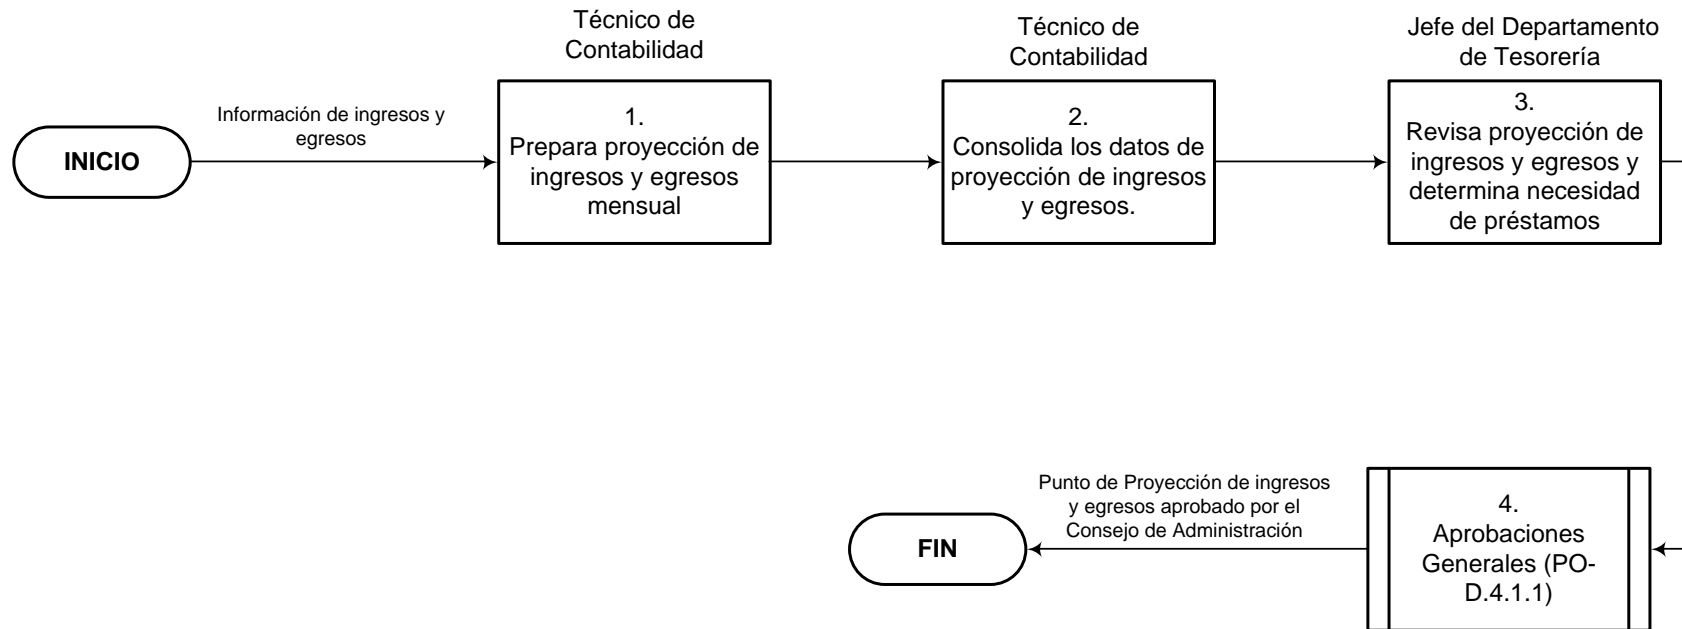 INICIO
Información de ingresos y
egresos
Técnico de
Contabilidad
1.
Prepara proyección de
ingresos y egresos
mensual
Técnico de
Contabilidad
2.
Consolida los datos de
proyección de ingresos
y egresos.
Jefe del Departamento
de Tesorería
3.
Revisa proyección de
ingresos y egresos y
determina necesidad
de préstamos
4.
Aprobaciones
Generales (PO-
D.4.1.1)
Punto de Proyección de ingresos
y egresos aprobado por el
Consejo de Administración
FIN